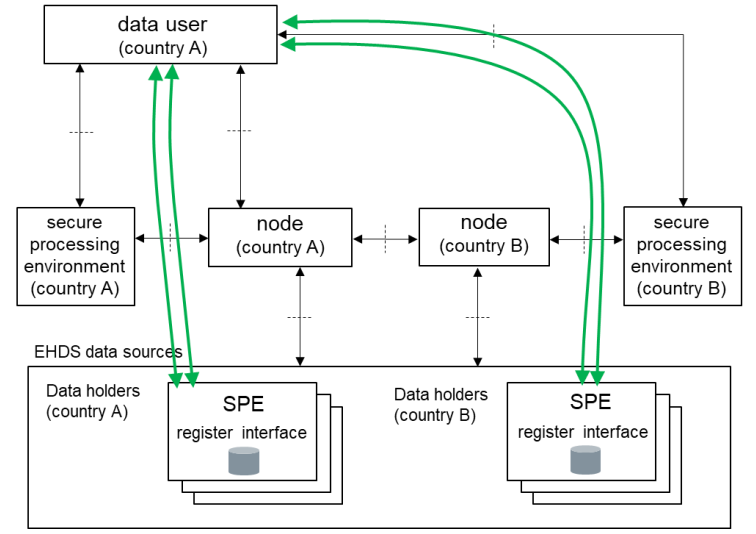 data user
(country A)
secure
processing
environment
(country A)
node
(country A)
node
(country B)
secure
processing
environment
(country B)
EHDS data sources
Data holders
(country A)
SPE
register interface
Data holders
(country B)
SPE
register interface